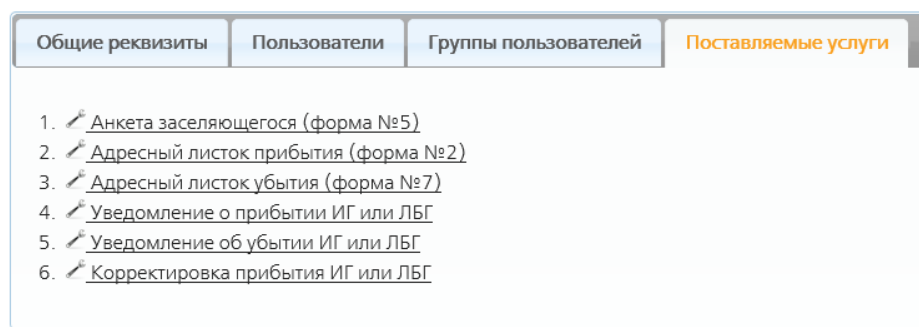 Общие реквизиты Пользователи Группы пользователей Поставляемые услуги
1. Анкета заселяющегося (форма №5)
2. Адресный листок прибытия (форма №2)
3. Адресный листок убытия (форма №7)
4. Уведомление о прибытии ИГ или ЛБГ
5. Уведомление об убытии ИГ или ЛБГ
6. Корректировка прибытия ИГ или ЛБГ